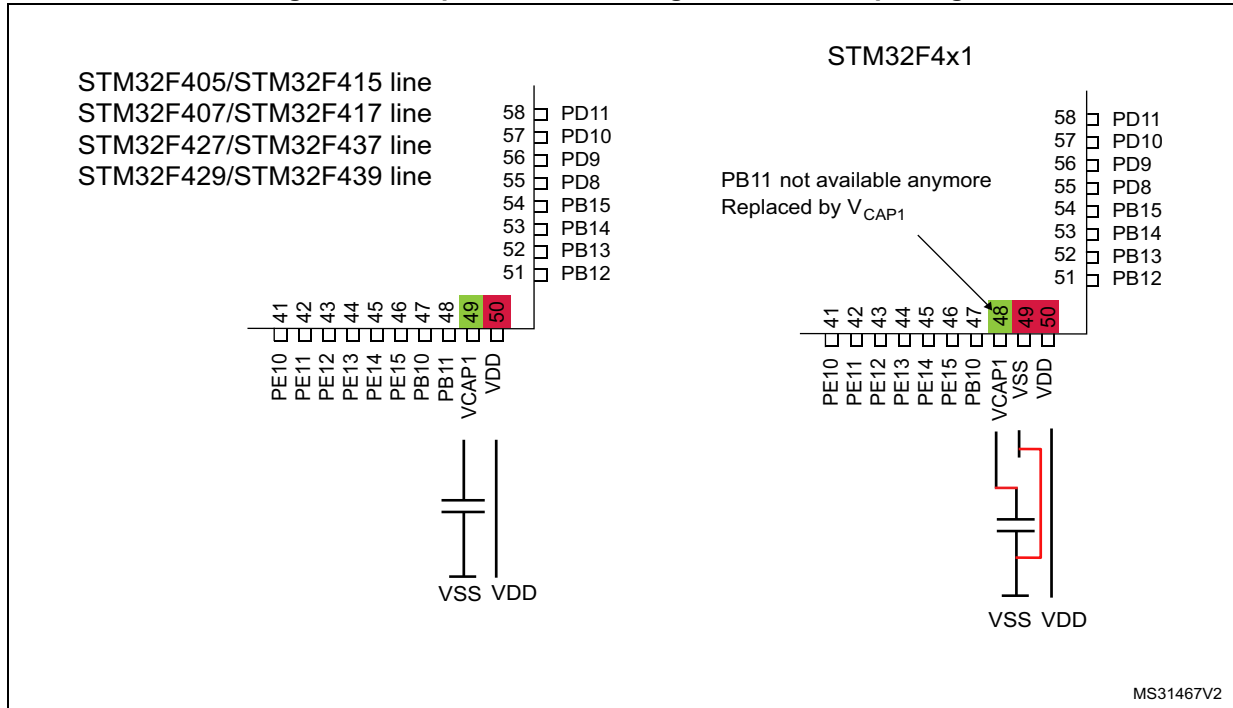 STM32F405/STM32F415 line
STM32F407/STM32F417 line
STM32F427/STM32F437 line
STM32F429/STM32F439 line
58 PD11
57 PD10
56 PD9
55 PD8
54 PB15
53 PB14
52 PB13
51 PB12
41 42 43 44 45 46 47 48 49 50
PE10 PE11 PE12 PE13 PE14 PE15 PB10 PB11 VCAP1 VDD
VSS VDD
STM32F4x1
PB11 not available anymore
Replaced by VCAP1
58 PD11
57 PD10
56 PD9
55 PD8
54 PB15
53 PB14
52 PB13
51 PB12
41 42 43 44 45 46 47 48 49 50
PE10 PE11 PE12 PE13 PE14 PE15 PB10 VCAP1 VSS VDD
VSS VDD
MS31467V2